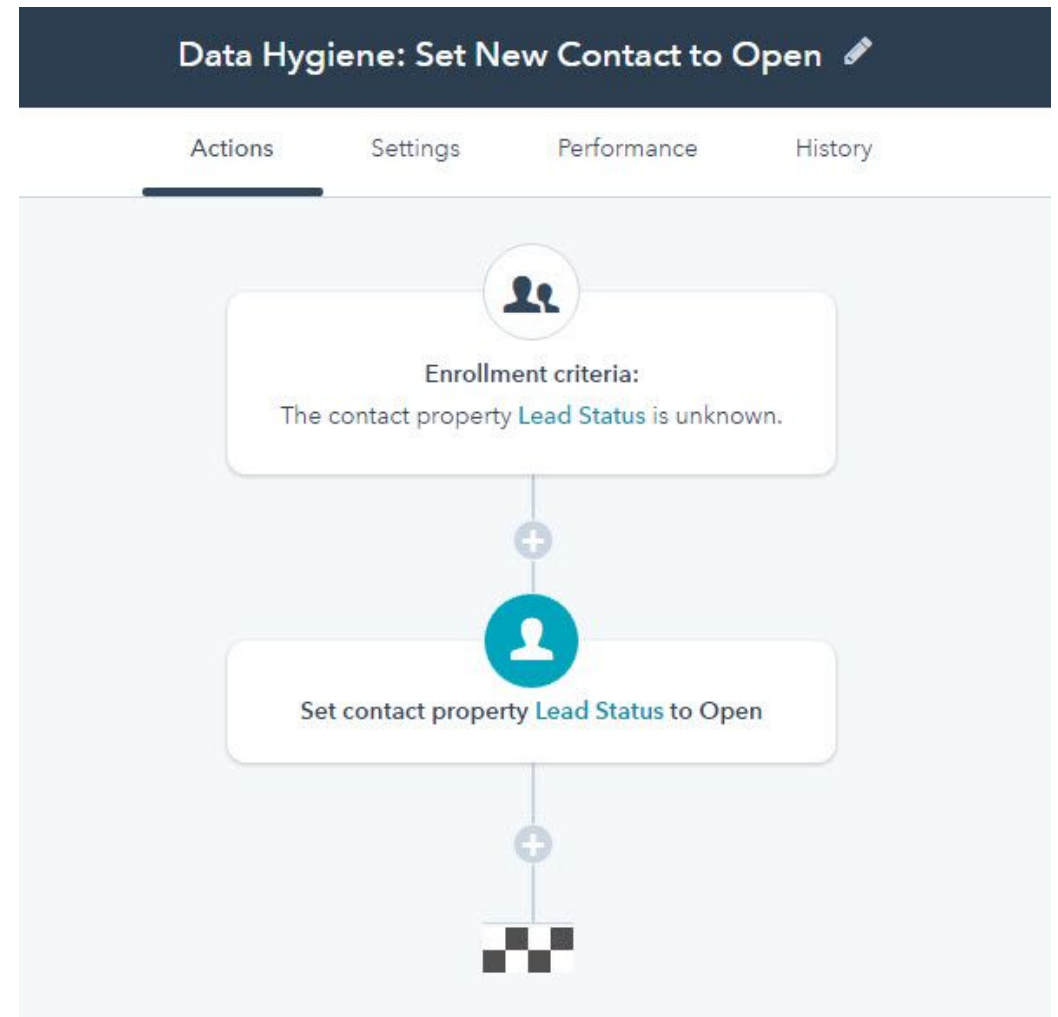 Data Hygiene: Set New Contact to Open
Actions Settings Performance History
Enrollment criteria:
The contact property Lead Status is unknown.
Set contact property Lead Status to Open